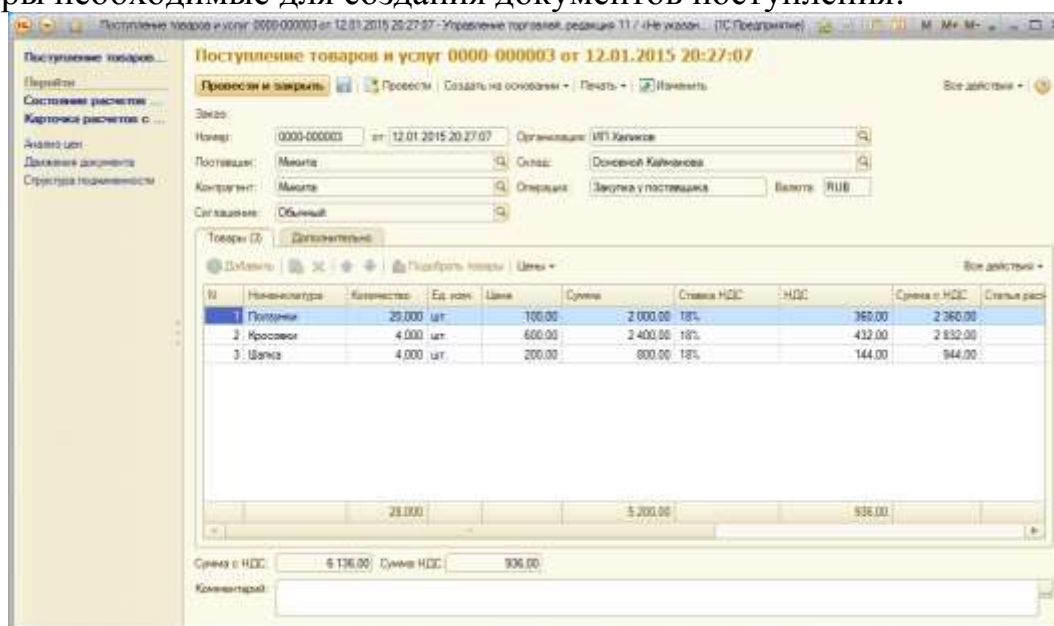 ры необходимые для создания документов поступления:
Поступление товаров и услуг 0000-000003 от 12.01.2015 20:27:07 - Управление торговлей, редакция 11 / (1С:Предприятие) M M+ M-
Поступление товаров...
Перейти
Состояние расчетов ...
Карточка расчетов с ...
Анализ цен
Движения документа
Структура подчиненности
Поступление товаров и услуг 0000-000003 от 12.01.2015 20:27:07
Провести и закрыть Провести Создать на основании Печать Изменить Все действия
Заказ:
Номер: 0000-000003 от: 12.01.2015 20:27:07 Организация: ИП Халиков
Поставщик: Микита Склад: Основной
Контрагент: Микита Операция: Закупка у поставщика Валюта: RUB
Соглашение: Обычный
Товары (3) Дополнительно
Добавить Подобрать товары Цены Все действия
N Номенклатура Количество Ед. изм. Цена Сумма Ставка НДС НДС Сумма с НДС Статья расх
1 Ползунки 20,000 шт 100,00 2 000,00 18% 360,00 2 360,00
2 Кросовки 4,000 шт 600,00 2 400,00 18% 432,00 2 832,00
3 Шапка 4,000 шт 200,00 800,00 18% 144,00 944,00
28,000 5 200,00 936,00
Сумма с НДС: 6 136,00 Сумма НДС: 936,00
Комментарий: